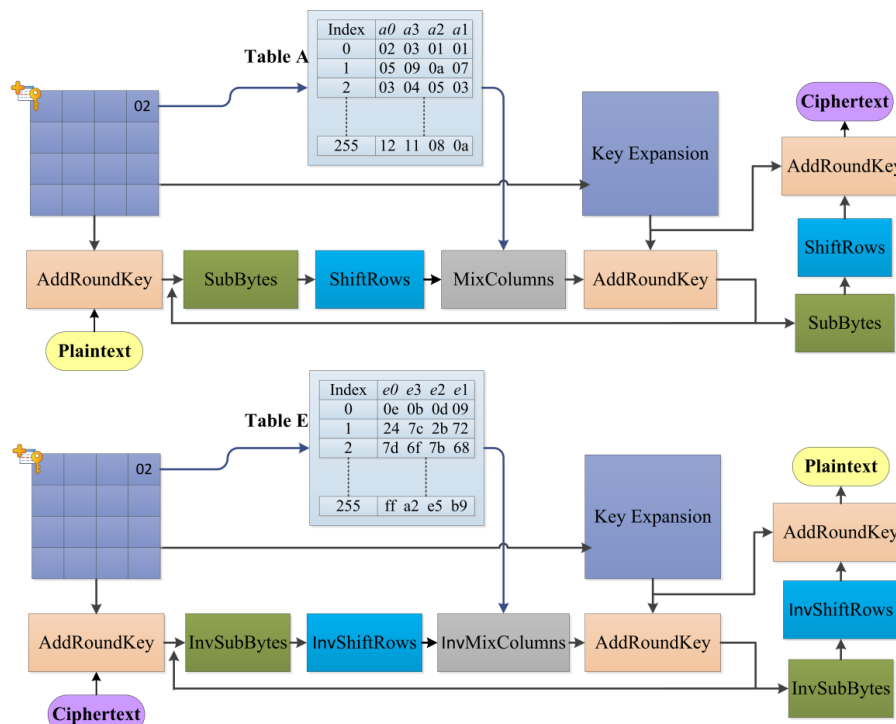 Table A
Index a0 a3 a2 a1
0 02 03 01 01
1 05 09 0a 07
2 03 04 05 03
255 12 11 08 0a
02
Key Expansion
Ciphertext
AddRoundKey
ShiftRows
AddRoundKey
SubBytes
ShiftRows
MixColumns
AddRoundKey
SubBytes
Plaintext
Table E
Index e0 e3 e2 e1
0 0e 0b 0d 09
1 24 7c 2b 72
2 7d 6f 7b 68
255 ff a2 e5 b9
02
Key Expansion
Plaintext
AddRoundKey
InvShiftRows
AddRoundKey
InvSubBytes
InvShiftRows
InvMixColumns
AddRoundKey
InvSubBytes
Ciphertext